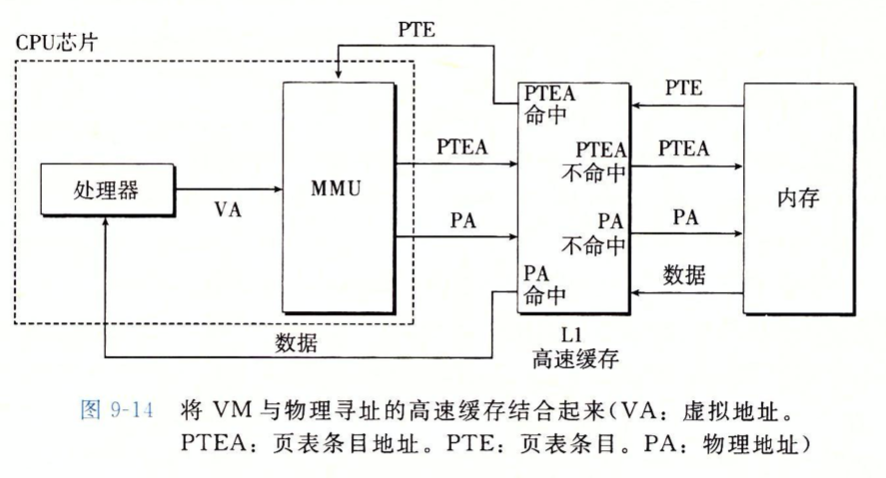 CPU芯片
PTE
PTEA
命中
PTE
PTEA
PTEA
不命中
PTEA
处理器
VA
MMU
PA
PA
不命中
PA
内存
PA
命中
数据
数据
L1
高速缓存
图 9-14 将 VM 与物理寻址的高速缓存结合起来(VA：虚拟地址。
PTEA：页表条目地址。PTE：页表条目。PA：物理地址)